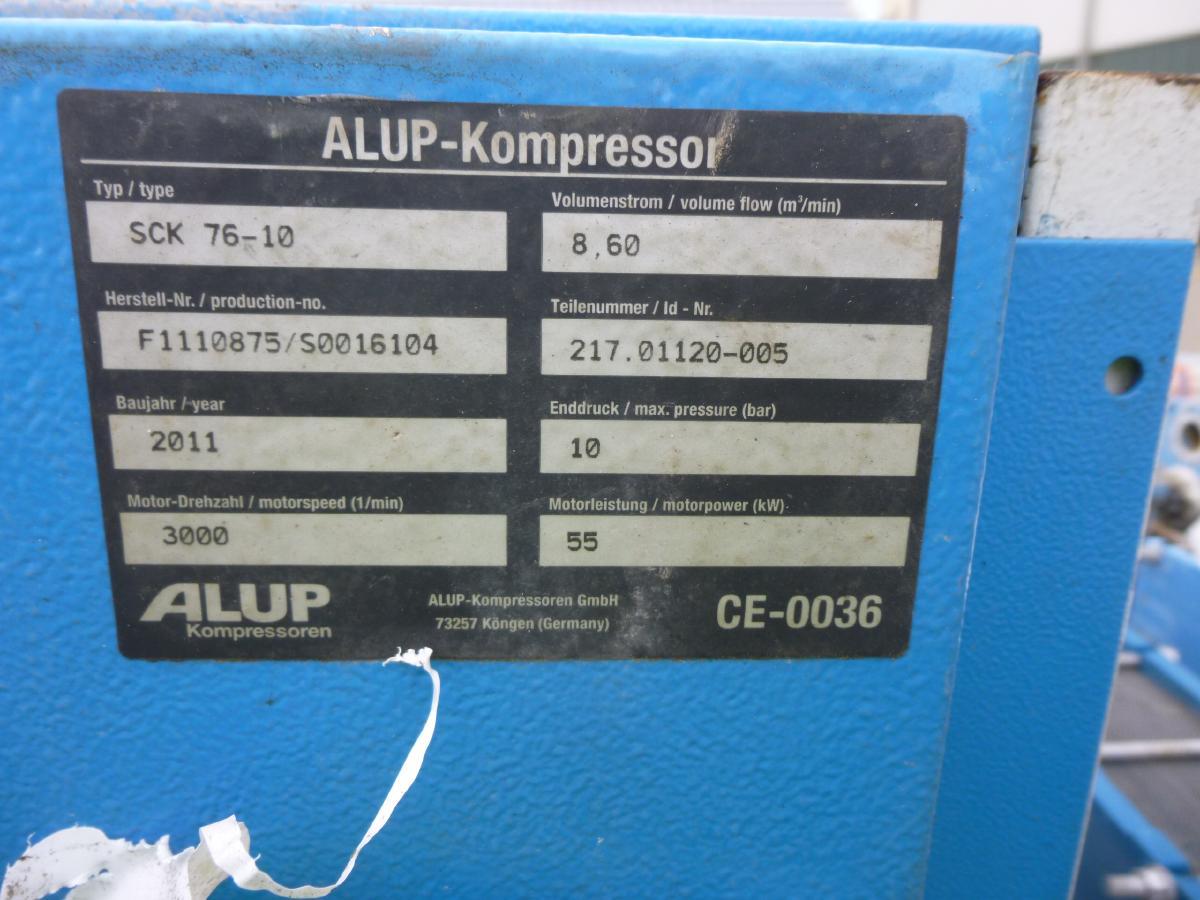 ALUP-Kompressor
Typ / type
SCK 76-10
Volumenstrom / volume flow (m³/min)
8,60
Herstell-Nr. / production-no.
F1110875/S0016104
Teilenummer / Id - Nr.
217.01120-005
Baujahr / year
2011
Enddruck / max. pressure (bar)
10
Motor-Drehzahl / motorspeed (1/min)
3000
Motorleistung / motorpower (kW)
55
ALUP
Kompressoren
ALUP-Kompressoren GmbH
73257 Köngen (Germany)
CE-0036